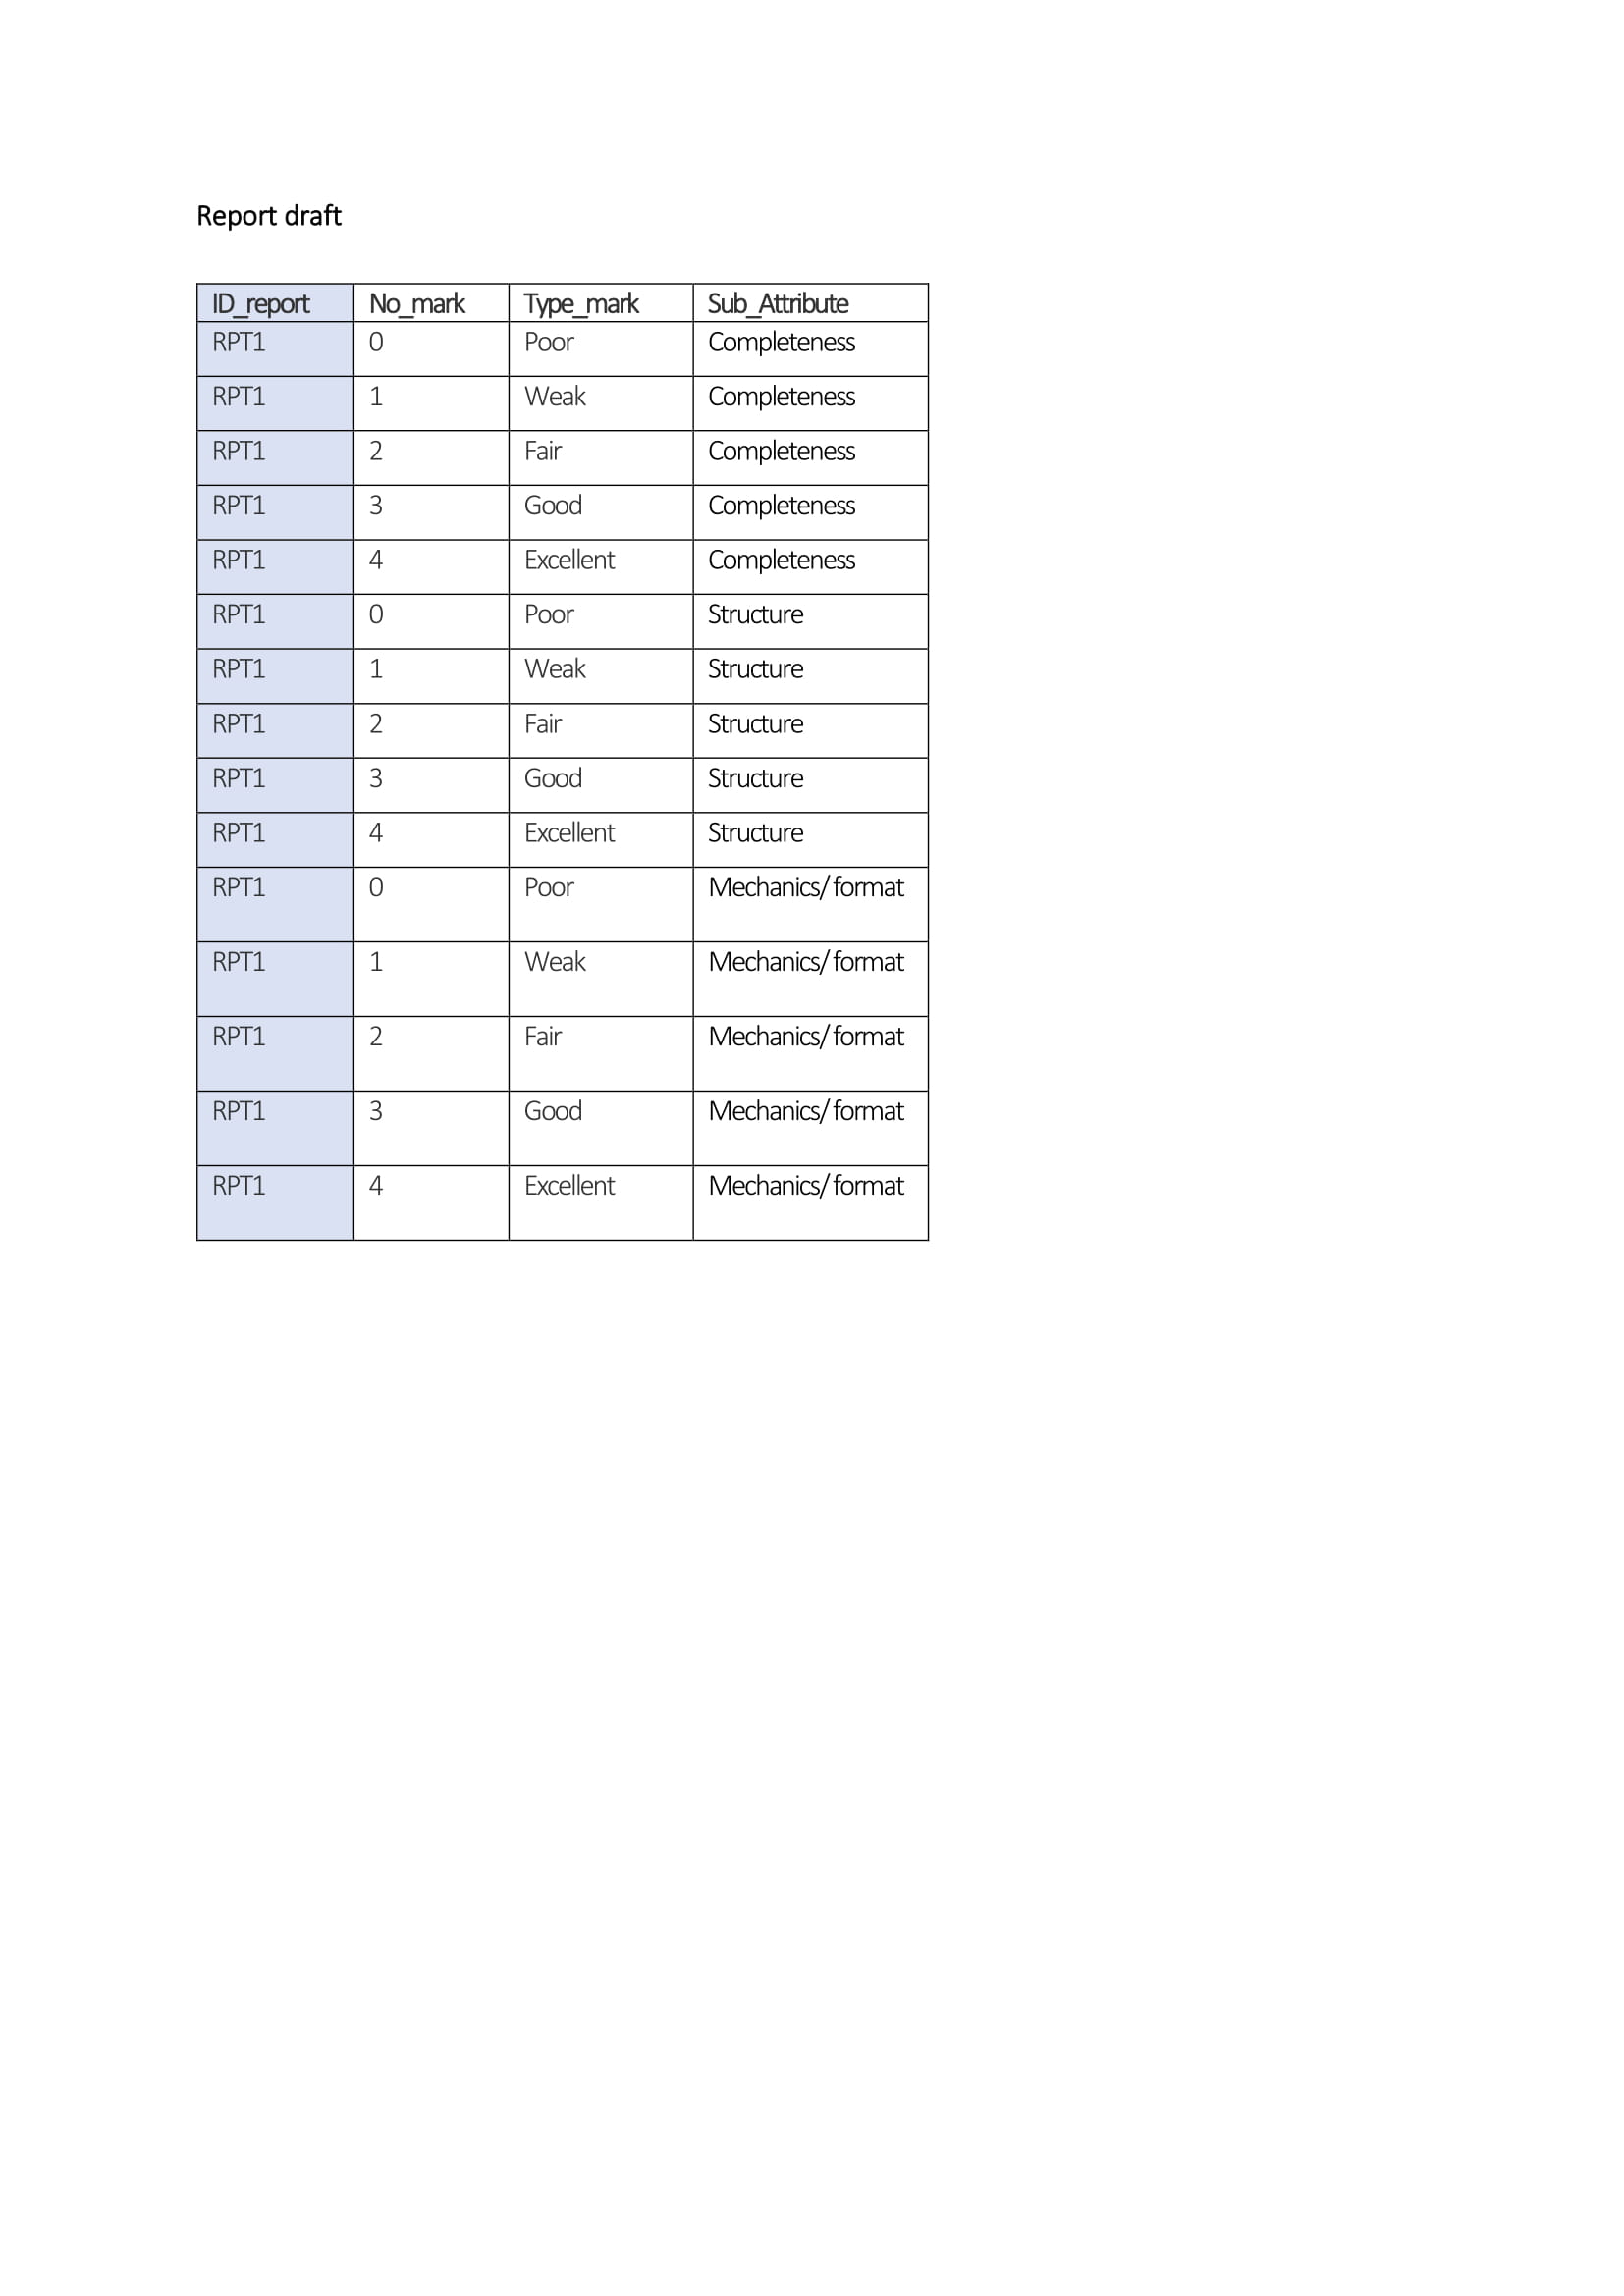 Report draft
ID_report No_mark Type_mark Sub_Attribute
RPT1 0 Poor Completeness
RPT1 1 Weak Completeness
RPT1 2 Fair Completeness
RPT1 3 Good Completeness
RPT1 4 Excellent Completeness
RPT1 0 Poor Structure
RPT1 1 Weak Structure
RPT1 2 Fair Structure
RPT1 3 Good Structure
RPT1 4 Excellent Structure
RPT1 0 Poor Mechanics/format
RPT1 1 Weak Mechanics/format
RPT1 2 Fair Mechanics/format
RPT1 3 Good Mechanics/format
RPT1 4 Excellent Mechanics/format